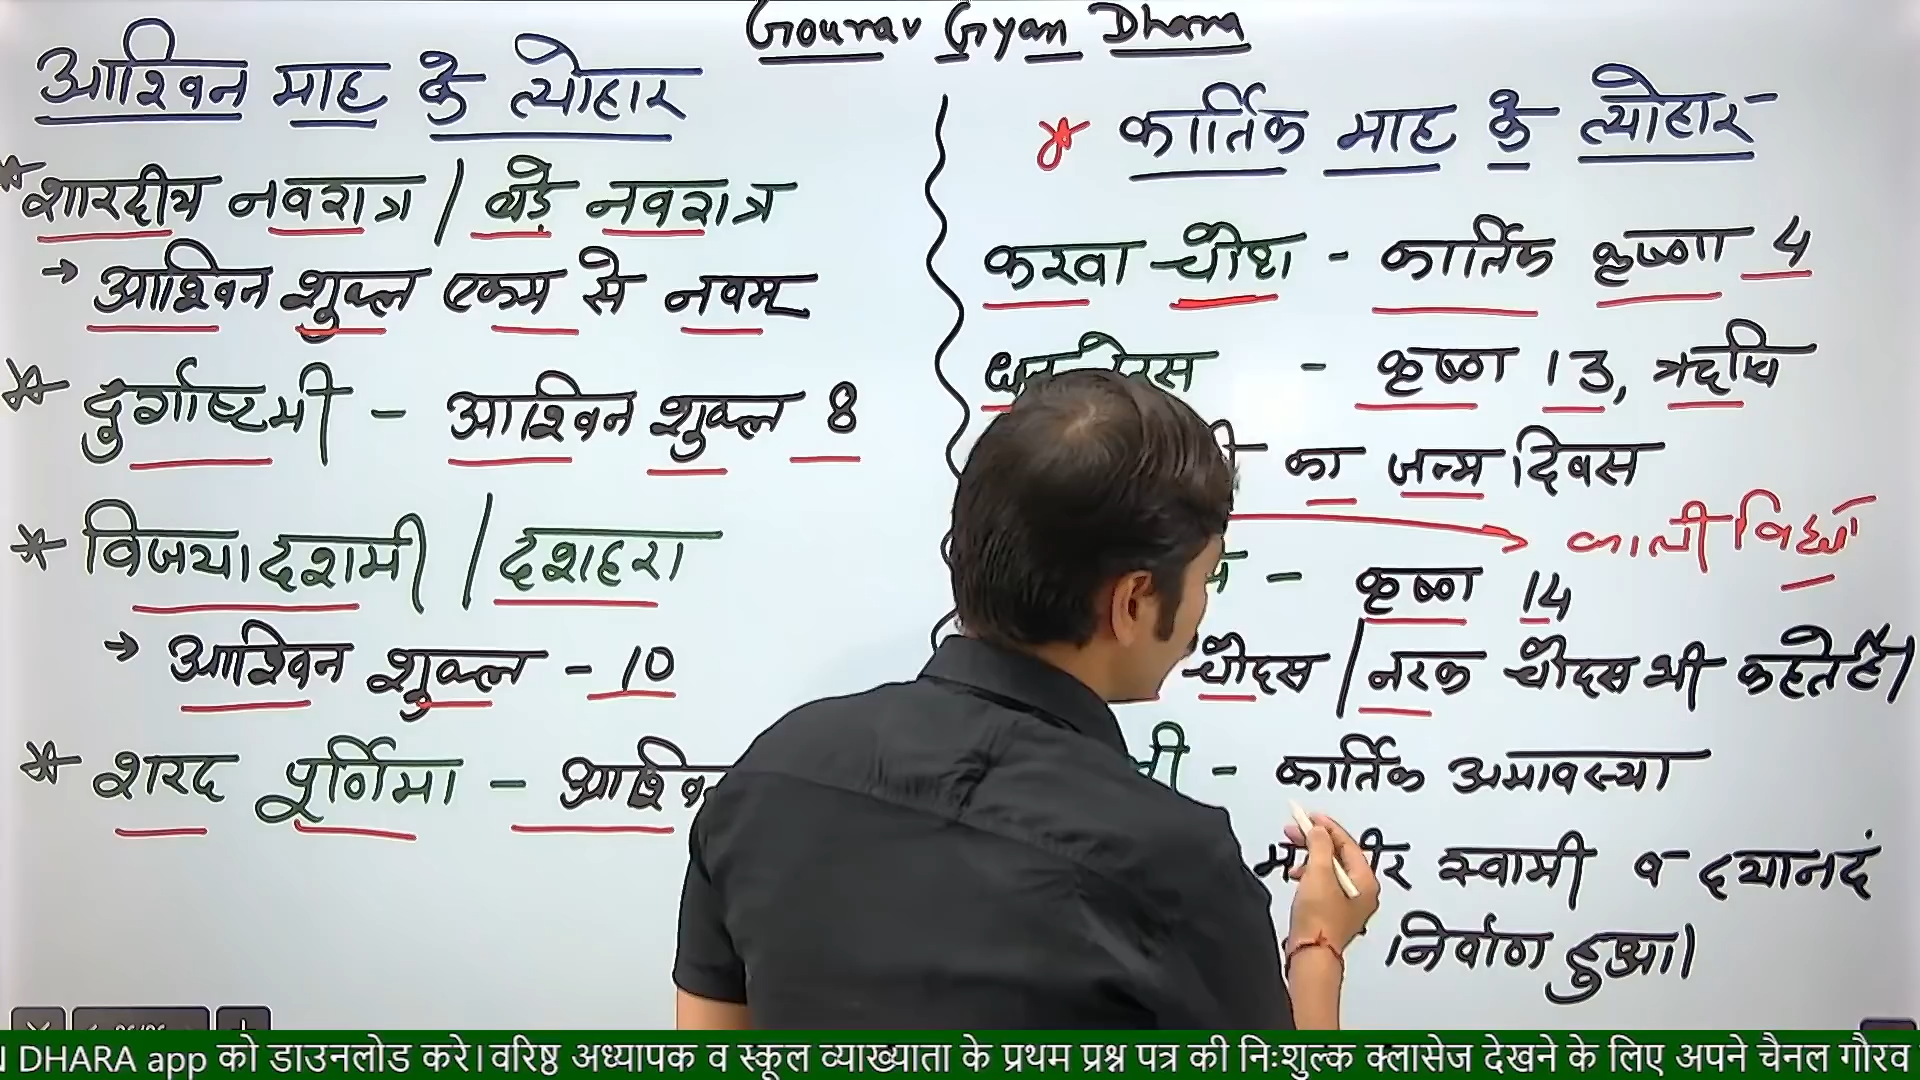 Gourav Gyan Dhara
आश्विन माह के त्योहार
शारदीय नवरात्र / बड़े नवरात्र
→ आश्विन शुक्ल एकम से नवम
दुर्गाष्टमी - आश्विन शुक्ल 8
* विजयादशमी / दशहरा
→ आश्विन शुक्ल - 10
शरद पूर्णिमा - आश्विन
कार्तिक माह के त्योहार
करवा चौथ - कार्तिक कृष्णा 4
- कृष्ण 13, ऋषि
का जन्म दिवस
काली विद्या
- कृष्ण 14
चौदस / नरक चौदस भी कहते हैं।
- कार्तिक अमावस्या
स्वामी व दयानंद
निर्वाण हुआ।
DHARA app को डाउनलोड करे। वरिष्ठ अध्यापक व स्कूल व्याख्याता के प्रथम प्रश्न पत्र की निःशुल्क क्लासेज देखने के लिए अपने चैनल गौरव